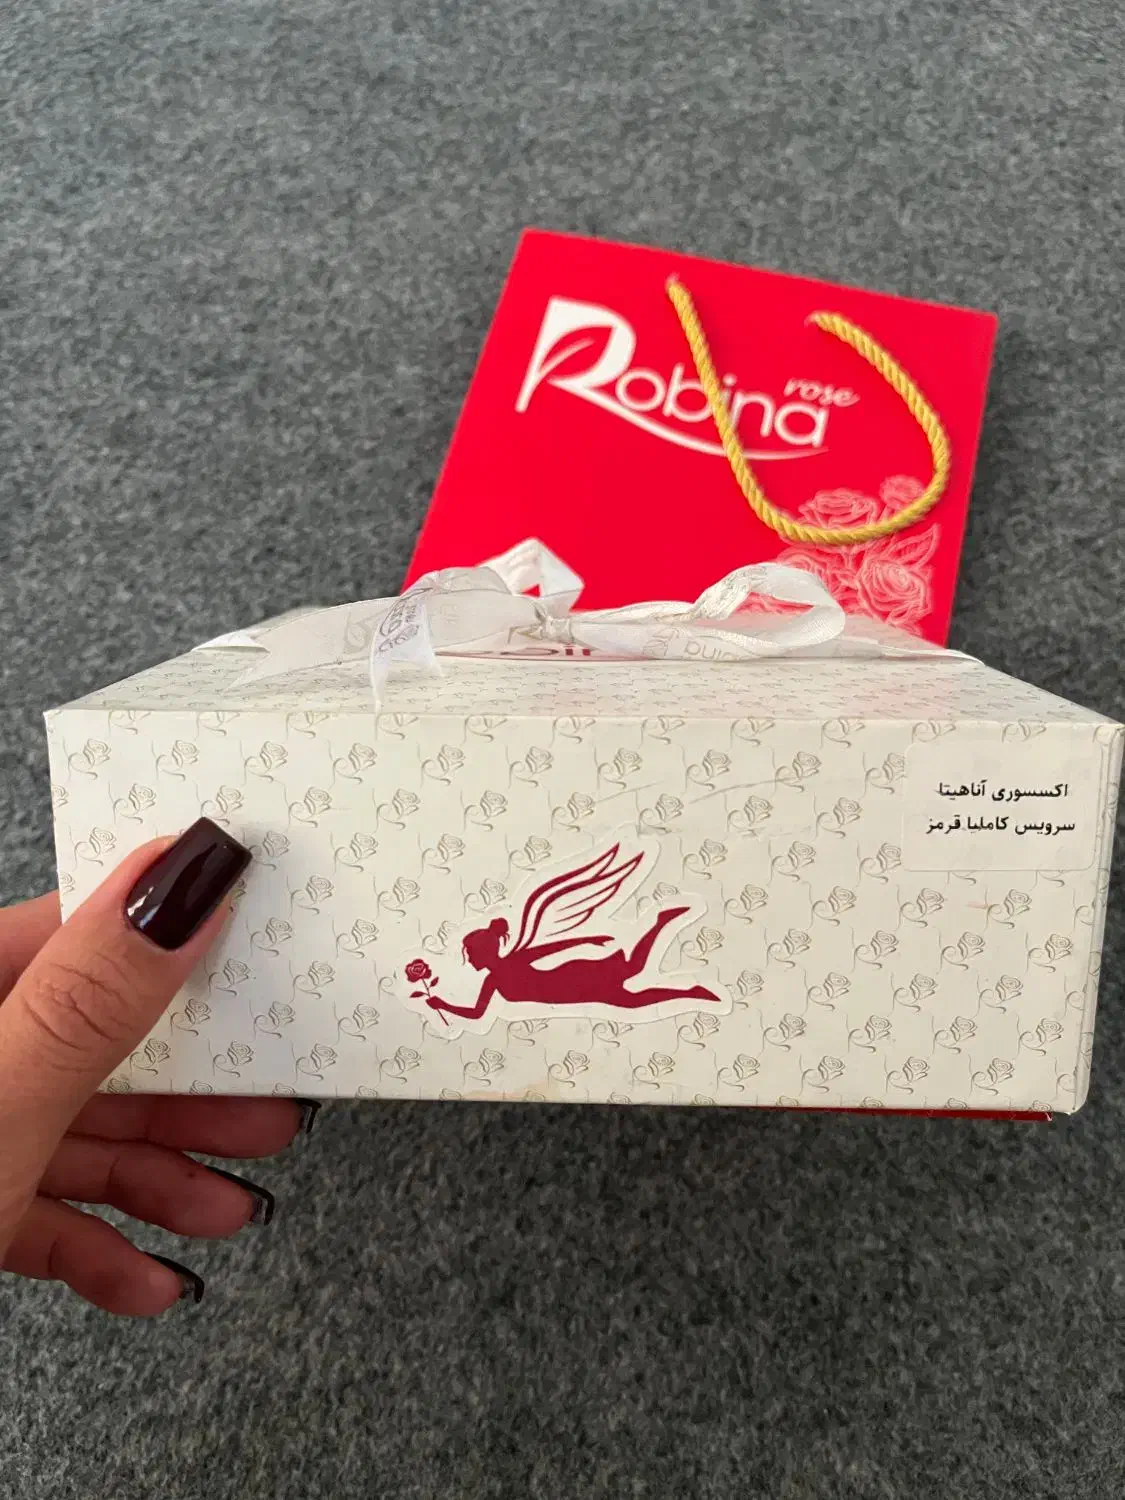 Robina
rose
اکسسوری آناهیتا
سرویس کاملیا قرمز